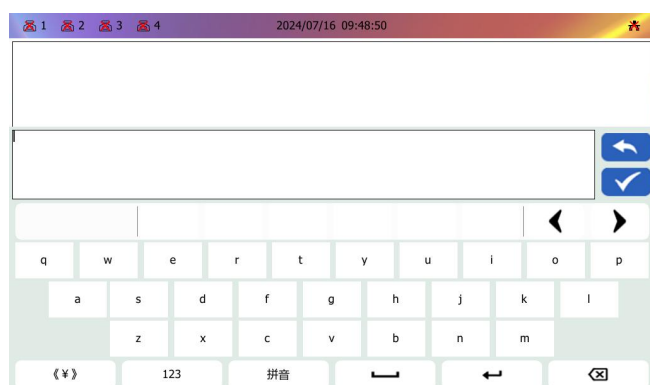 1 2 3 4 2024/07/16 09:48:50
q w e r t y u i o p
a s d f g h j k l
z x c v b n m
《￥》 123 拼音